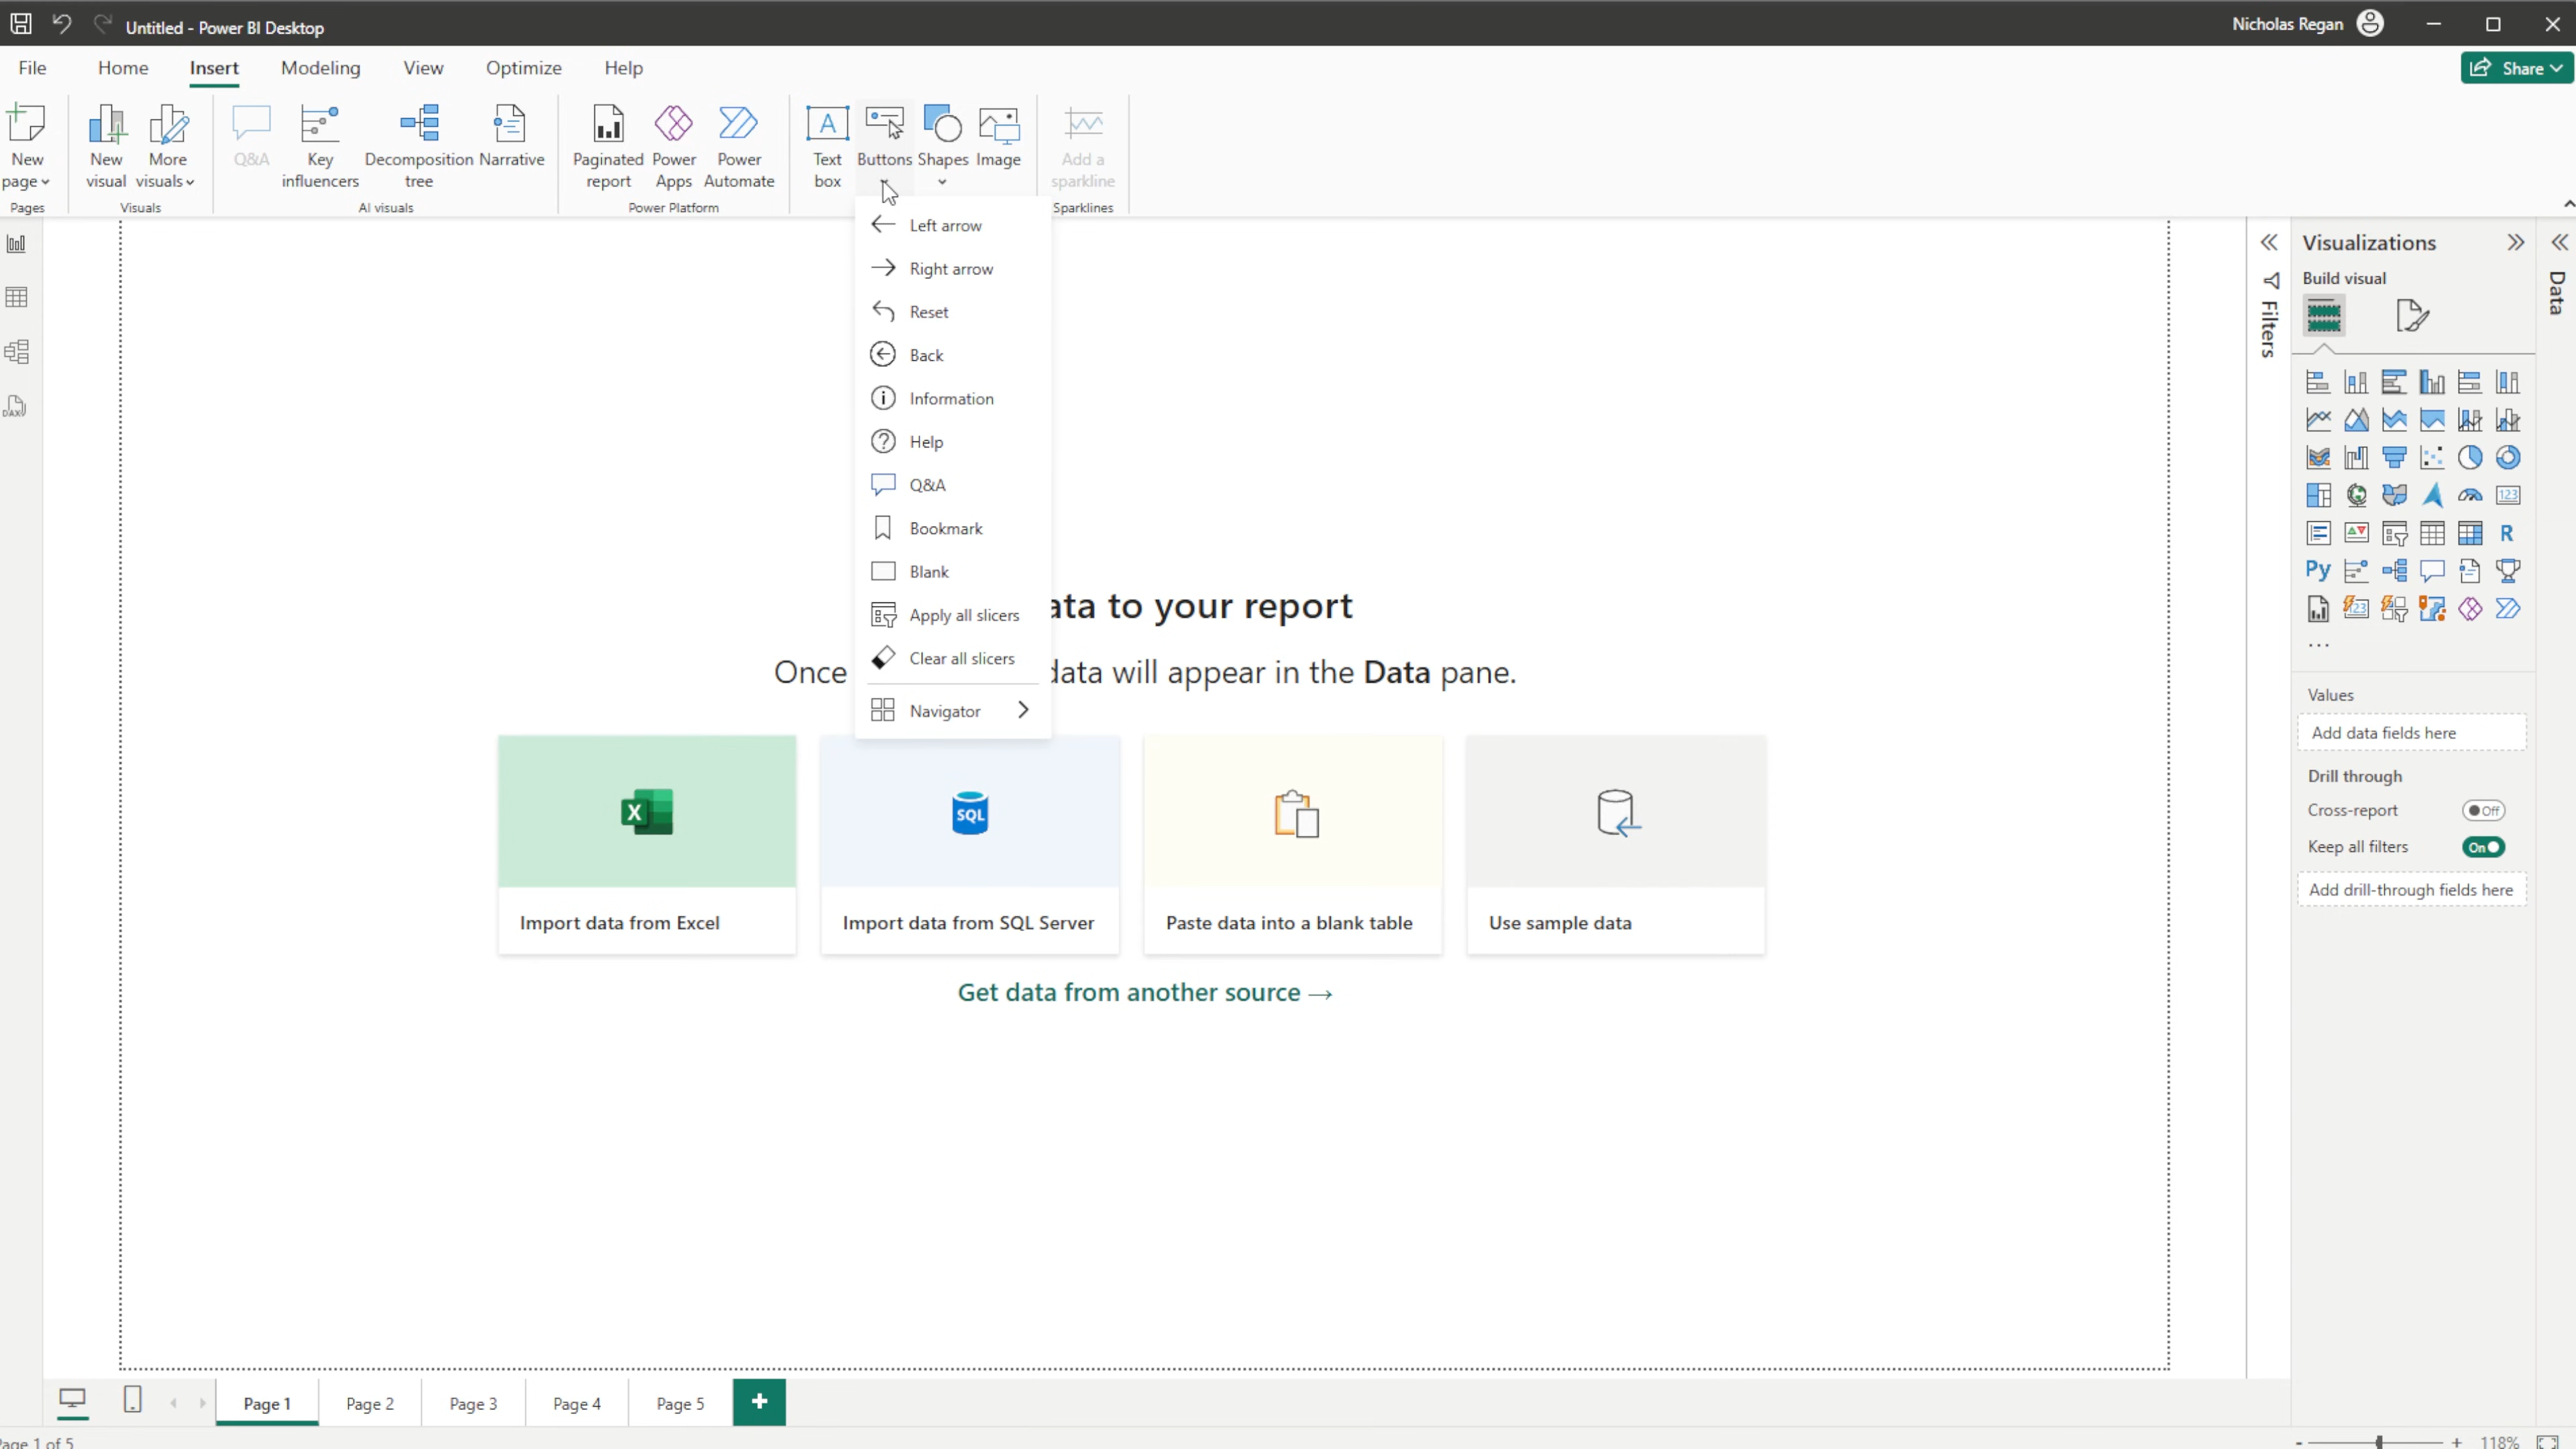 Untitled - Power BI Desktop
Nicholas Regan
File Home Insert Modeling View Optimize Help
Share
New page
New visual
More visuals
Q&A
Key influencers
Decomposition tree
Narrative
Paginated report
Power Apps
Power Automate
Text box
Buttons
Shapes
Image
Add a sparkline
Pages
Visuals
AI visuals
Power Platform
Sparklines
Left arrow
Right arrow
Reset
Back
Information
Help
Q&A
Bookmark
Blank
Apply all slicers
Clear all slicers
Navigator
DAX
to your report
Once
will appear in the Data pane.
X
SQL
Import data from Excel
Import data from SQL Server
Paste data into a blank table
Use sample data
Get data from another source →
Filters
Visualizations
Build visual
123
R
Py
123
Values
Add data fields here
Drill through
Cross-report
Off
Keep all filters
On
Add drill-through fields here
Data
Page 1
Page 2
Page 3
Page 4
Page 5
+
1 of 5
- + 118%